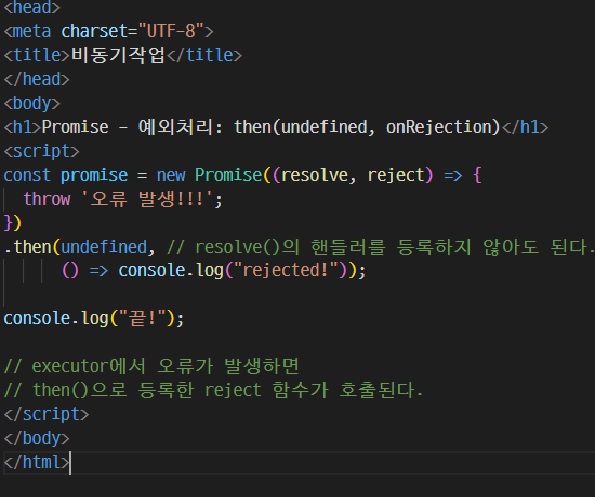 <head>
<meta charset="UTF-8">
<title>비동기작업</title>
</head>
<body>
<h1>Promise - 예외처리: then(undefined, onRejection)</h1>
<script>
const promise = new Promise((resolve, reject) => {
  throw '오류 발생!!!';
})
.then(undefined, // resolve()의 핸들러를 등록하지 않아도 된다.
      () => console.log("rejected!"));

console.log("끝!");

// executor에서 오류가 발생하면
// then()으로 등록한 reject 함수가 호출된다.
</script>
</body>
</html>